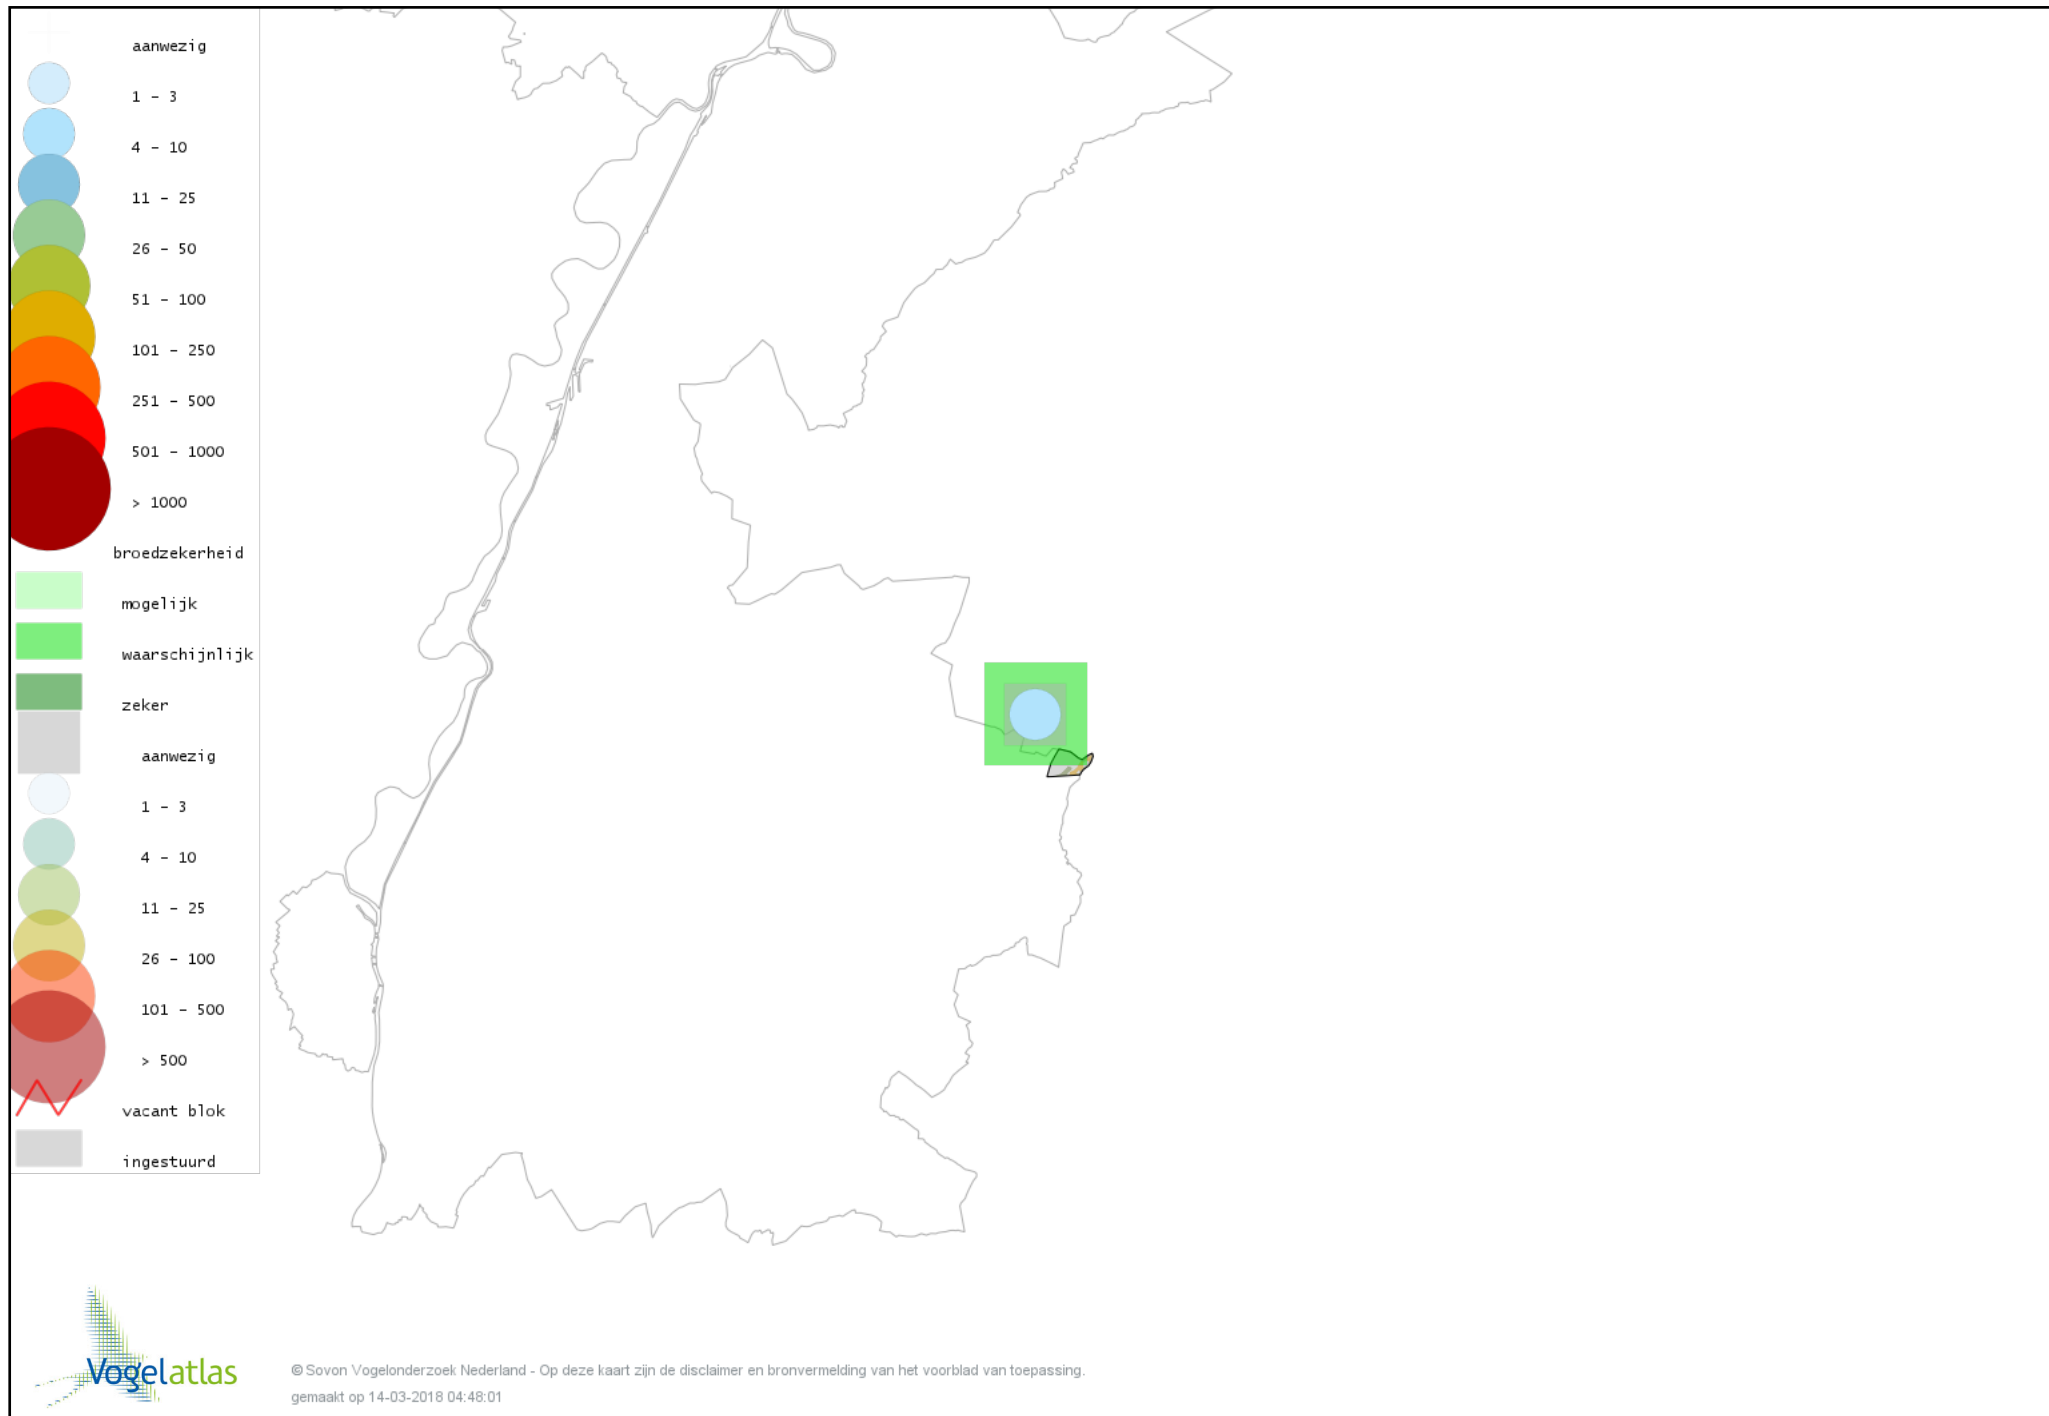 aanwezig
1 - 3
4 - 10
11 - 25
26 - 50
51 - 100
101 - 250
251 - 500
501 - 1000
> 1000
broedzekerheid
mogelijk
waarschijnlijk
zeker
aanwezig
1 - 3
4 - 10
11 - 25
26 - 100
101 - 500
> 500
vacant blok
ingestuurd
Vogelatlas
© Sovon Vogelonderzoek Nederland - Op deze kaart zijn de disclaimer en bronvermelding van het voorblad van toepassing.
gemaakt op 14-03-2018 04:48:01